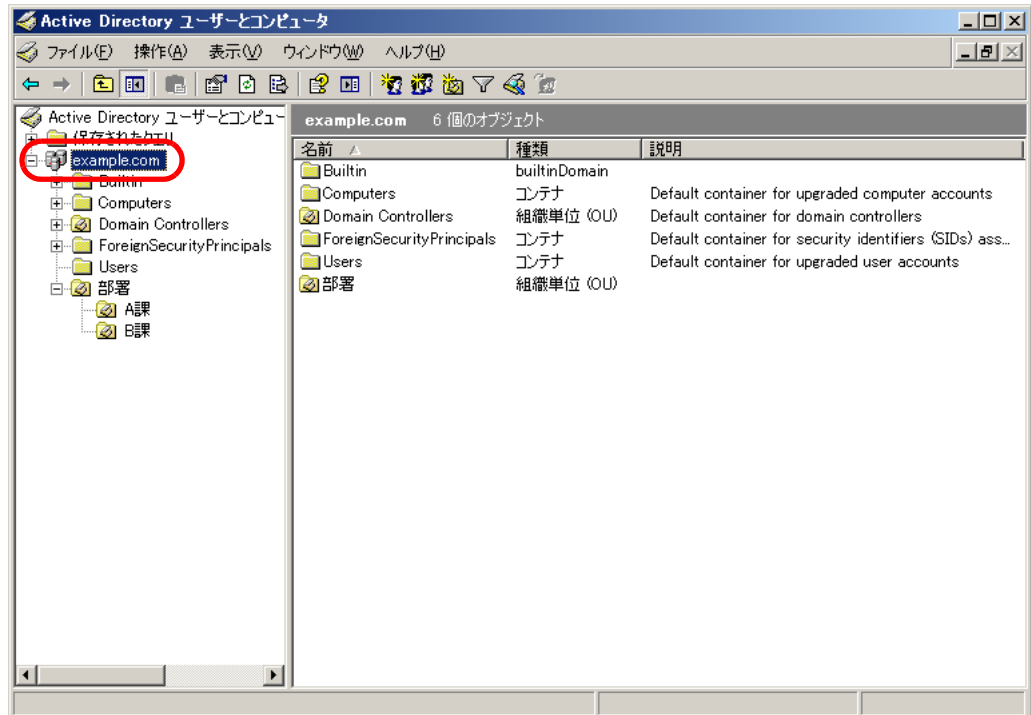 Active Directory ユーザーとコンピュータ
ファイル(F) 操作(A) 表示(V) ウィンドウ(W) ヘルプ(H)
Active Directory ユーザーとコンピュー
保存されたクエリ
example.com
Builtin
Computers
Domain Controllers
ForeignSecurityPrincipals
Users
部署
A課
B課
example.com 6 個のオブジェクト
名前 種類 説明
Builtin builtinDomain
Computers コンテナ Default container for upgraded computer accounts
Domain Controllers 組織単位 (OU) Default container for domain controllers
ForeignSecurityPrincipals コンテナ Default container for security identifiers (SIDs) ass...
Users コンテナ Default container for upgraded user accounts
部署 組織単位 (OU)